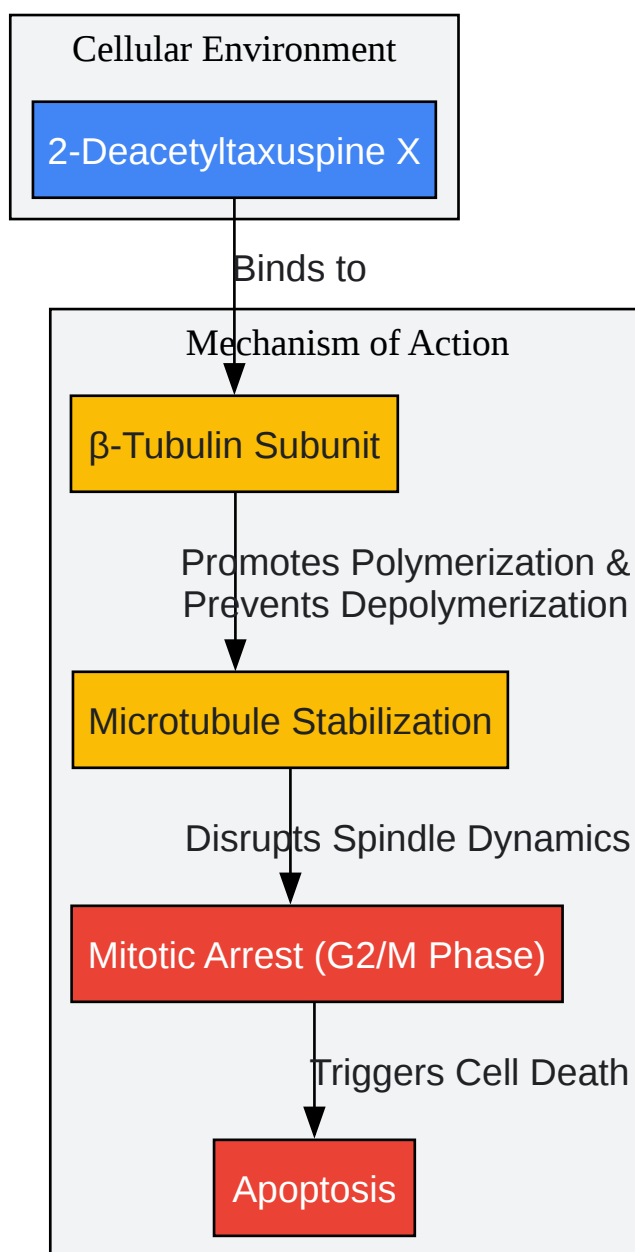 Cellular Environment
2-Deacetyltaxuspine X
Binds to
Mechanism of Action
β-Tubulin Subunit
Promotes Polymerization &
Prevents Depolymerization
Microtubule Stabilization
Disrupts Spindle Dynamics
Mitotic Arrest (G2/M Phase)
Triggers Cell Death
Apoptosis